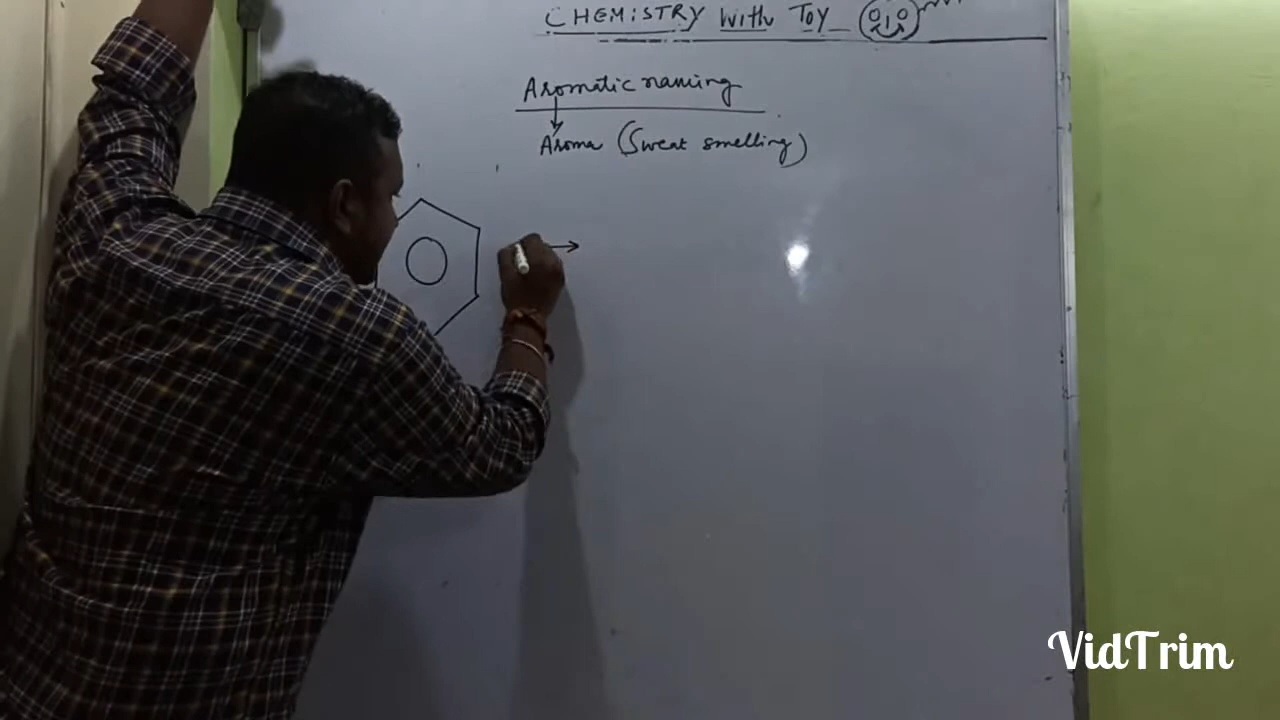 CHEMISTRY With Toy
Aromatic naming
Aroma (Sweat smelling)
VidTrim